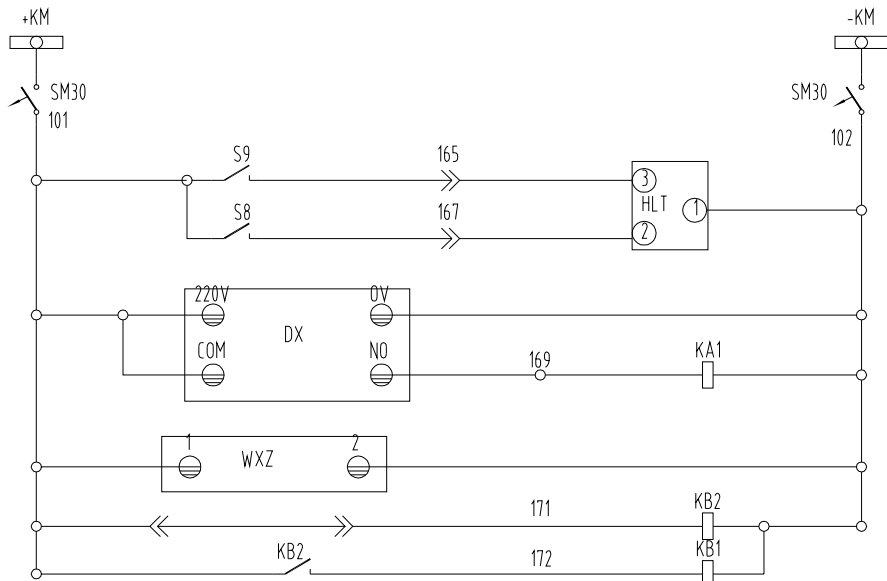 +KM -KM
SM30 SM30
101 102
S9 165
3
HLT 1
S8 167
2
220V 0V
DX
COM NO
169 KA1
1 2
WXZ
171 KB2
KB2 172 KB1